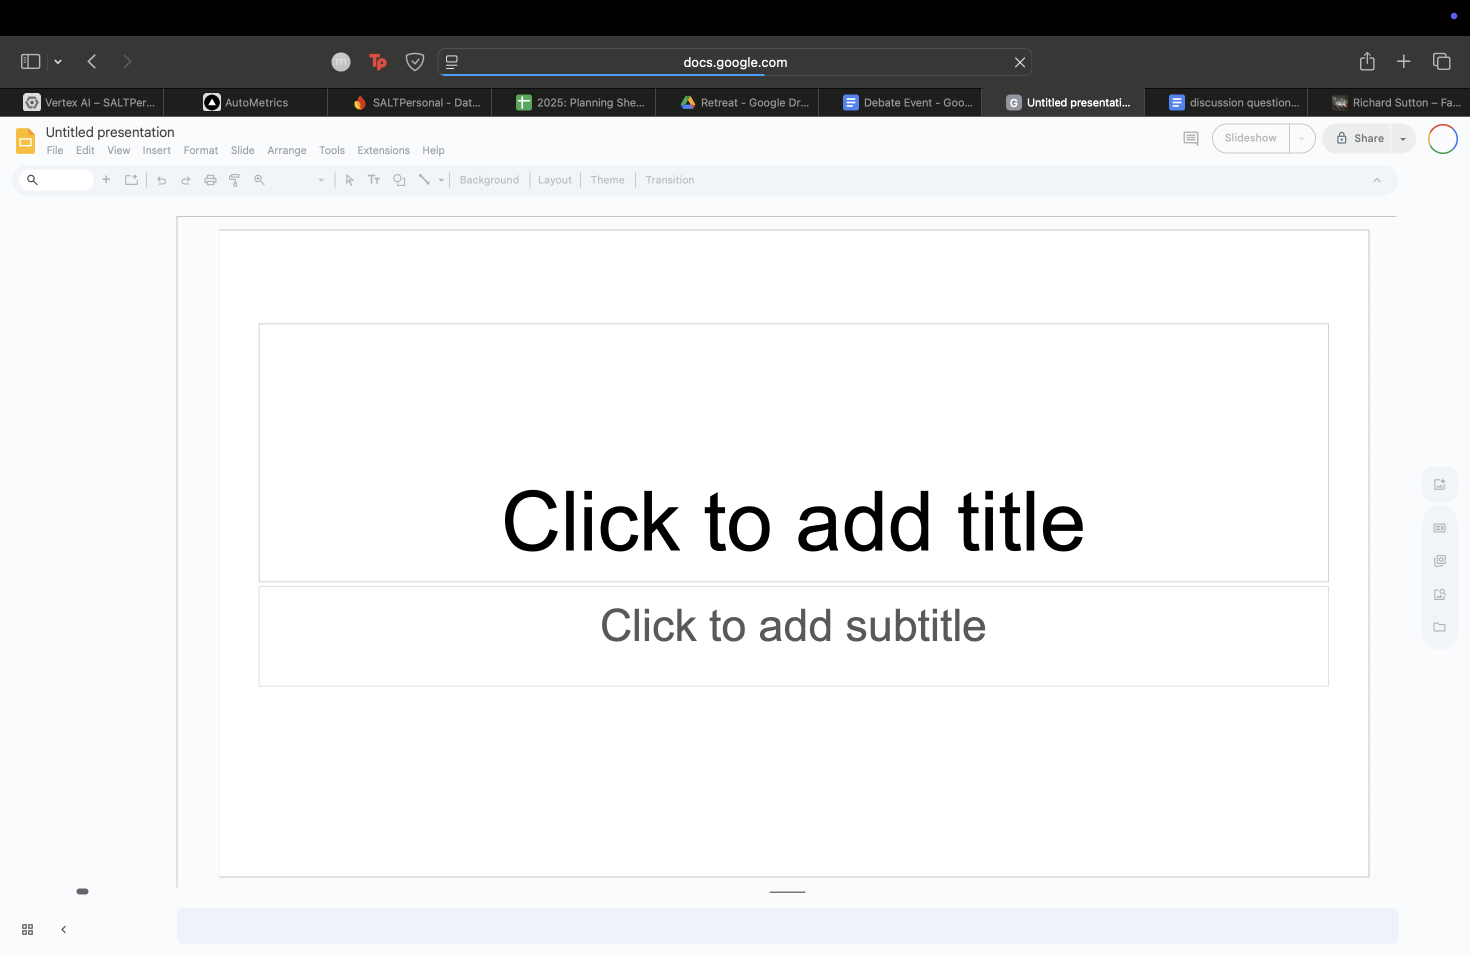 m
Tp
docs.google.com
Vertex AI – SALTPer...
AutoMetrics
SALTPersonal - Dat...
2025: Planning She...
Retreat - Google Dr...
Debate Event - Goo...
G
Untitled presentati...
discussion question...
Richard Sutton – Fa...
Untitled presentation
File Edit View Insert Format Slide Arrange Tools Extensions Help
Slideshow
Share
Tт
Background Layout Theme Transition
Click to add title
Click to add subtitle